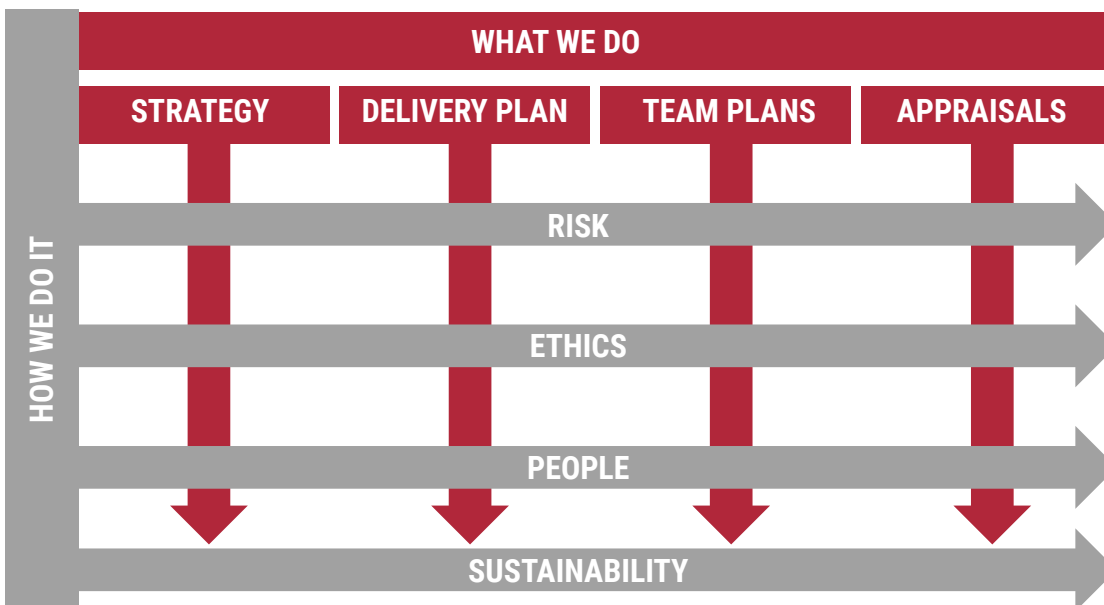 WHAT WE DO
STRATEGY
DELIVERY PLAN
TEAM PLANS
APPRAISALS
HOW WE DO IT
RISK
ETHICS
PEOPLE
SUSTAINABILITY